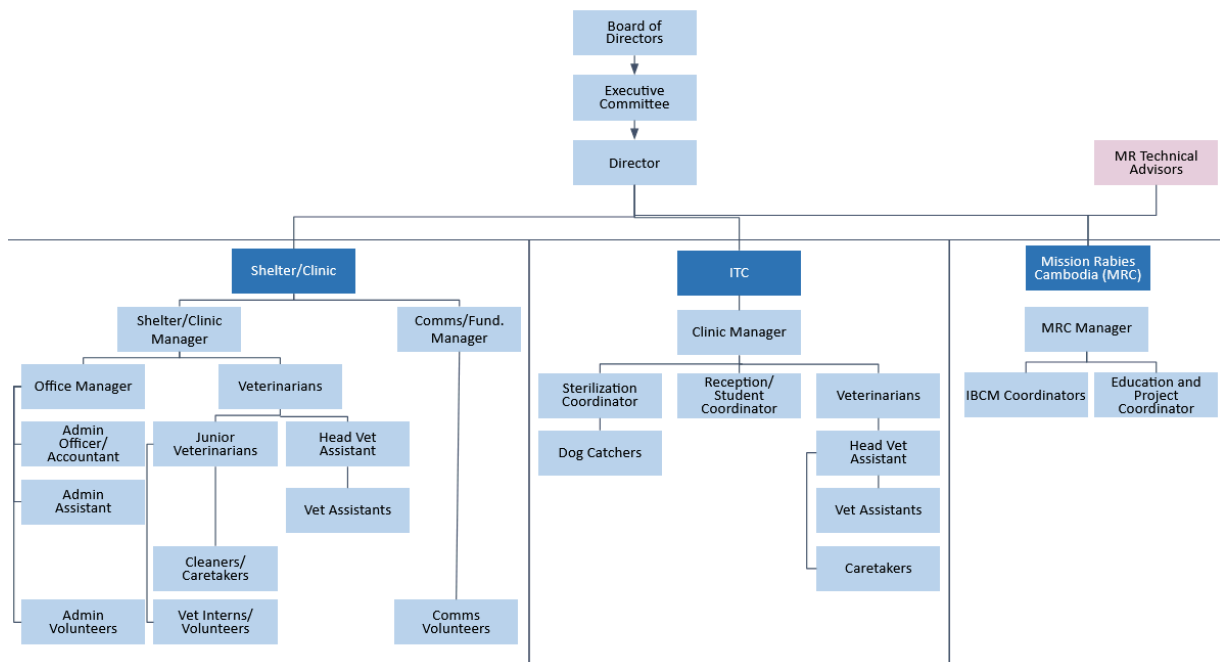 Board of
Directors
Executive
Committee
Director
MR Technical
Advisors
Shelter/Clinic
ITC
Mission Rabies
Cambodia (MRC)
Shelter/Clinic
Manager
Comms/Fund.
Manager
Clinic Manager
MRC Manager
Office Manager
Veterinarians
Sterilization
Coordinator
Reception/
Student
Coordinator
Veterinarians
IBCM Coordinators
Education and
Project
Coordinator
Admin
Officer/
Accountant
Junior
Veterinarians
Head Vet
Assistant
Dog Catchers
Head Vet
Assistant
Admin
Assistant
Vet Assistants
Vet Assistants
Cleaners/
Caretakers
Caretakers
Admin
Volunteers
Vet Interns/
Volunteers
Comms
Volunteers